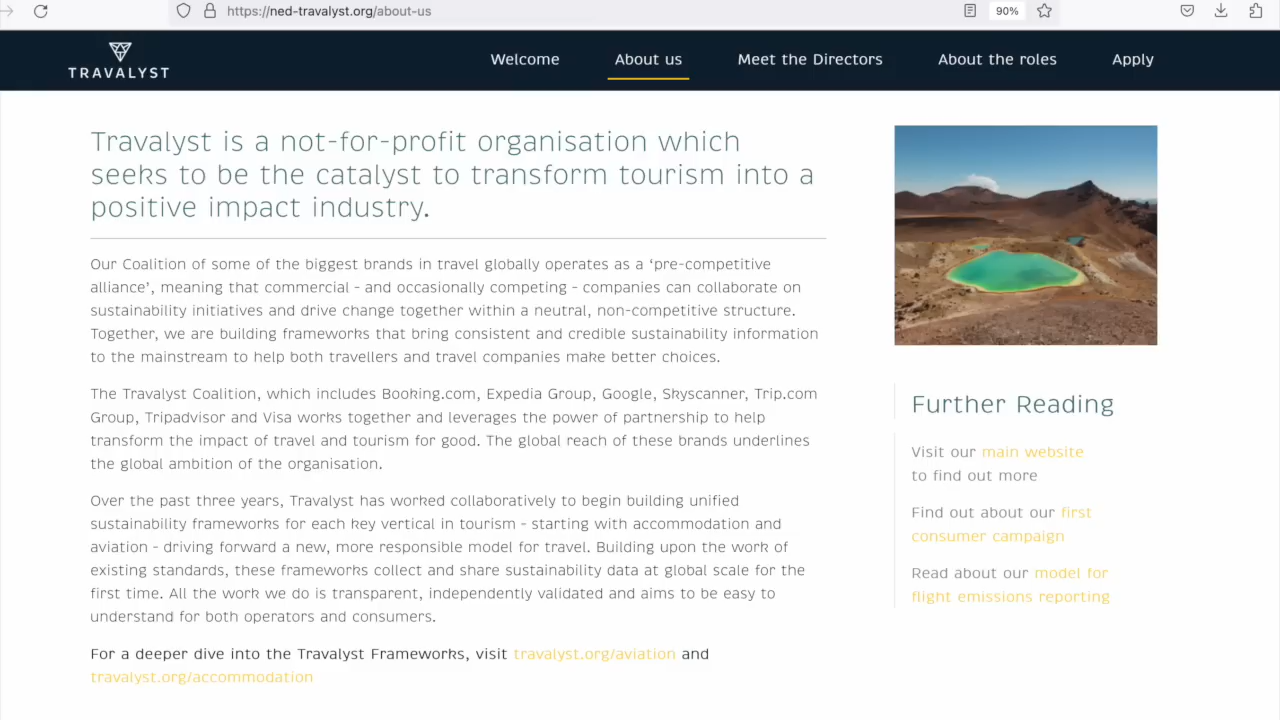 https://ned-travalyst.org/about-us
90%
TRAVALYST
Welcome
About us
Meet the Directors
About the roles
Apply
Travalyst is a not-for-profit organisation which
seeks to be the catalyst to transform tourism into a
positive impact industry.
Our Coalition of some of the biggest brands in travel globally operates as a ‘pre-competitive
alliance’, meaning that commercial - and occasionally competing - companies can collaborate on
sustainability initiatives and drive change together within a neutral, non-competitive structure.
Together, we are building frameworks that bring consistent and credible sustainability information
to the mainstream to help both travellers and travel companies make better choices.
The Travalyst Coalition, which includes Booking.com, Expedia Group, Google, Skyscanner, Trip.com
Group, Tripadvisor and Visa works together and leverages the power of partnership to help
transform the impact of travel and tourism for good. The global reach of these brands underlines
the global ambition of the organisation.
Over the past three years, Travalyst has worked collaboratively to begin building unified
sustainability frameworks for each key vertical in tourism - starting with accommodation and
aviation - driving forward a new, more responsible model for travel. Building upon the work of
existing standards, these frameworks collect and share sustainability data at global scale for the
first time. All the work we do is transparent, independently validated and aims to be easy to
understand for both operators and consumers.
For a deeper dive into the Travalyst Frameworks, visit travalyst.org/aviation and
travalyst.org/accommodation
Further Reading
Visit our main website
to find out more
Find out about our first
consumer campaign
Read about our model for
flight emissions reporting